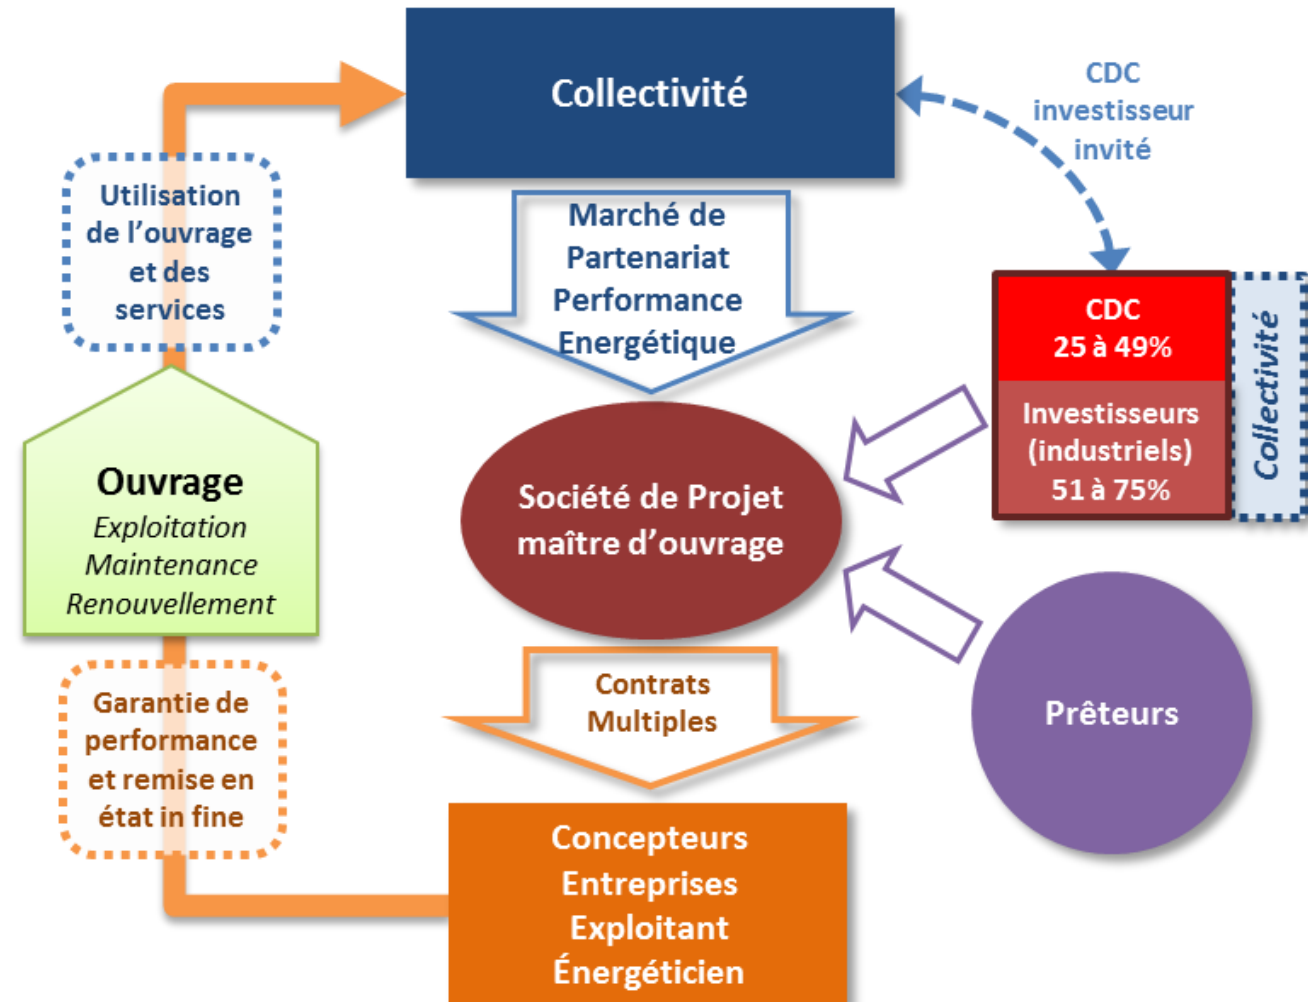 Collectivité
CDC
investisseur
invité
Utilisation
de l'ouvrage
et des
services
Marché de
Partenariat
Performance
Energétique
CDC
25 à 49%
Investisseurs
(industriels)
51 à 75%
Collectivité
Ouvrage
Exploitation
Maintenance
Renouvellement
Société de Projet
maître d'ouvrage
Garantie de
performance
et remise en
état in fine
Contrats
Multiples
Prêteurs
Concepteurs
Entreprises
Exploitant
Énergéticien